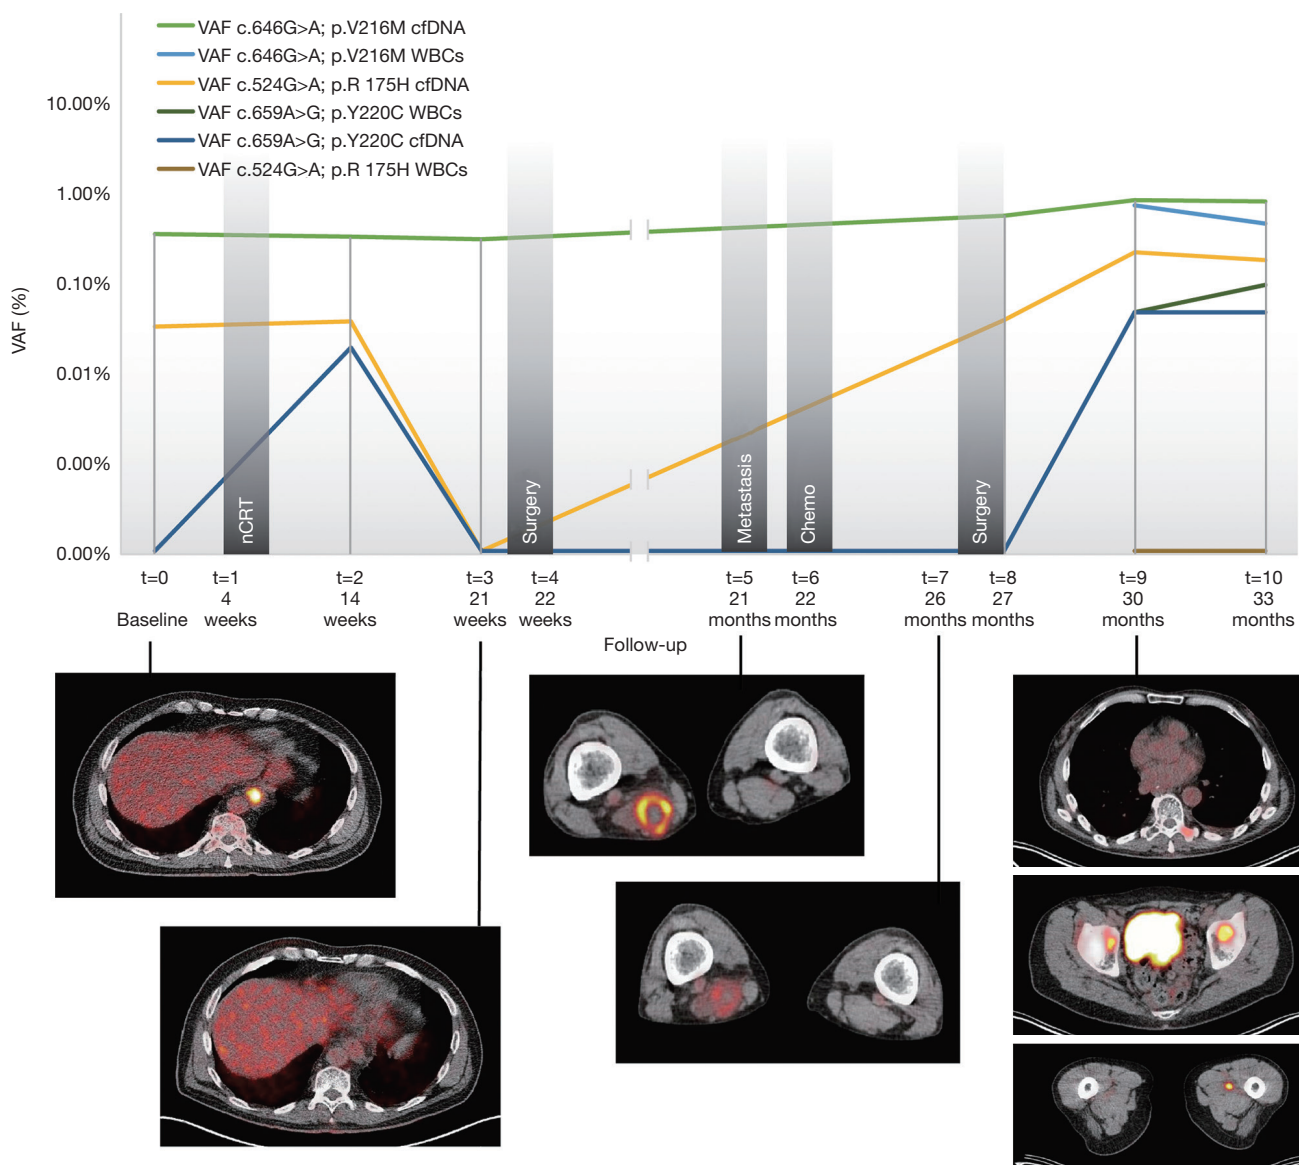 VAF c.646G>A; p.V216M cfDNA
VAF c.646G>A; p.V216M WBCs
VAF c.524G>A; p.R 175H cfDNA
VAF c.659A>G; p.Y220C WBCs
VAF c.659A>G; p.Y220C cfDNA
VAF c.524G>A; p.R 175H WBCs
VAF (%)
10.00%
1.00%
0.10%
0.01%
0.00%
0.00%
nCRT
Surgery
Metastasis
Chemo
Surgery
t=0 t=1 t=2 t=3 t=4 t=5 t=6 t=7 t=8 t=9 t=10
4 14 21 22 21 22 26 27 30 33
Baseline weeks weeks weeks weeks months months months months months months
Follow-up